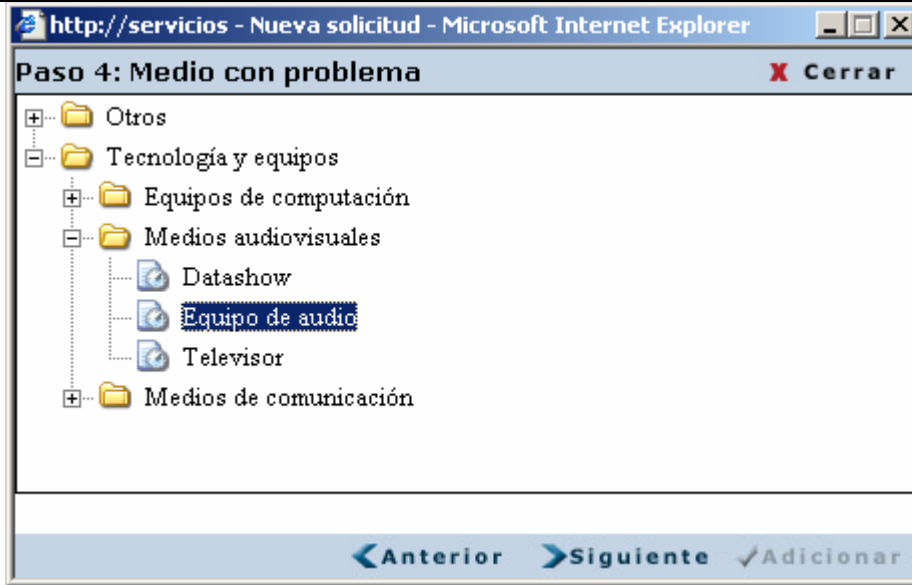 http://servicios - Nueva solicitud - Microsoft Internet Explorer
Paso 4: Medio con problema
X Cerrar
Otros
Tecnología y equipos
Equipos de computación
Medios audiovisuales
Datashow
Equipo de audio
Televisor
Medios de comunicación
Anterior Siguiente Adicionar